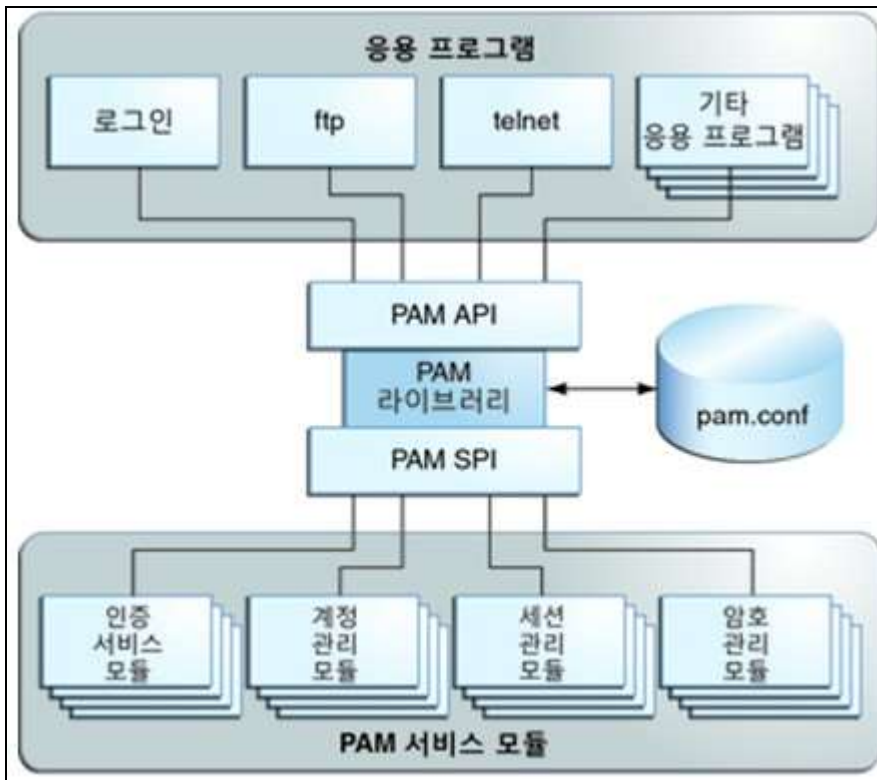 응용 프로그램
로그인
ftp
telnet
기타
응용 프로그램
PAM API
PAM
라이브러리
pam.conf
PAM SPI
인증
서비스
모듈
계정
관리
모듈
세션
관리
모듈
암호
관리
모듈
PAM 서비스 모듈